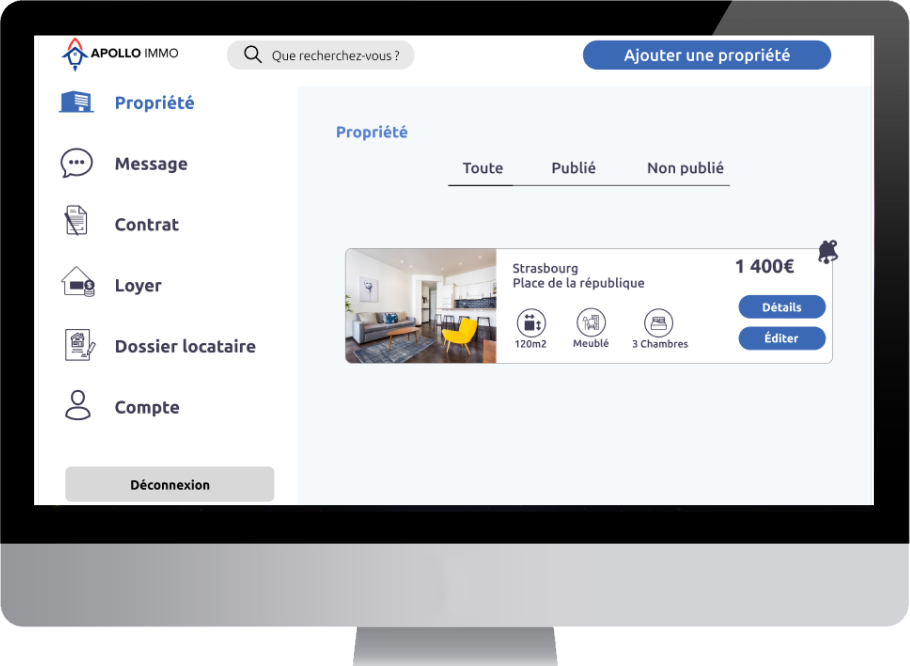 APOLLO IMMO
Que recherchez-vous ?
Ajouter une propriété
Propriété
Message
Contrat
Loyer
Dossier locataire
Compte
Déconnexion
Propriété
Toute Publié Non publié
Strasbourg
Place de la république
1 400€
120m2
Meublé
3 Chambres
Détails
Éditer